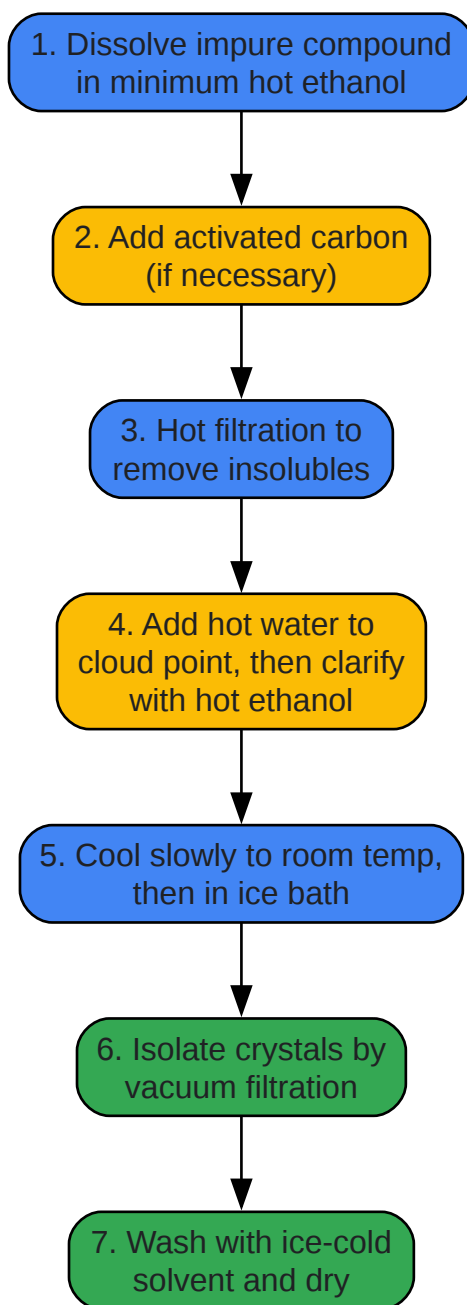 1. Dissolve impure compound
in minimum hot ethanol
2. Add activated carbon
(if necessary)
3. Hot filtration to
remove insolubles
4. Add hot water to
cloud point, then clarify
with hot ethanol
5. Cool slowly to room temp,
then in ice bath
6. Isolate crystals by
vacuum filtration
7. Wash with ice-cold
solvent and dry